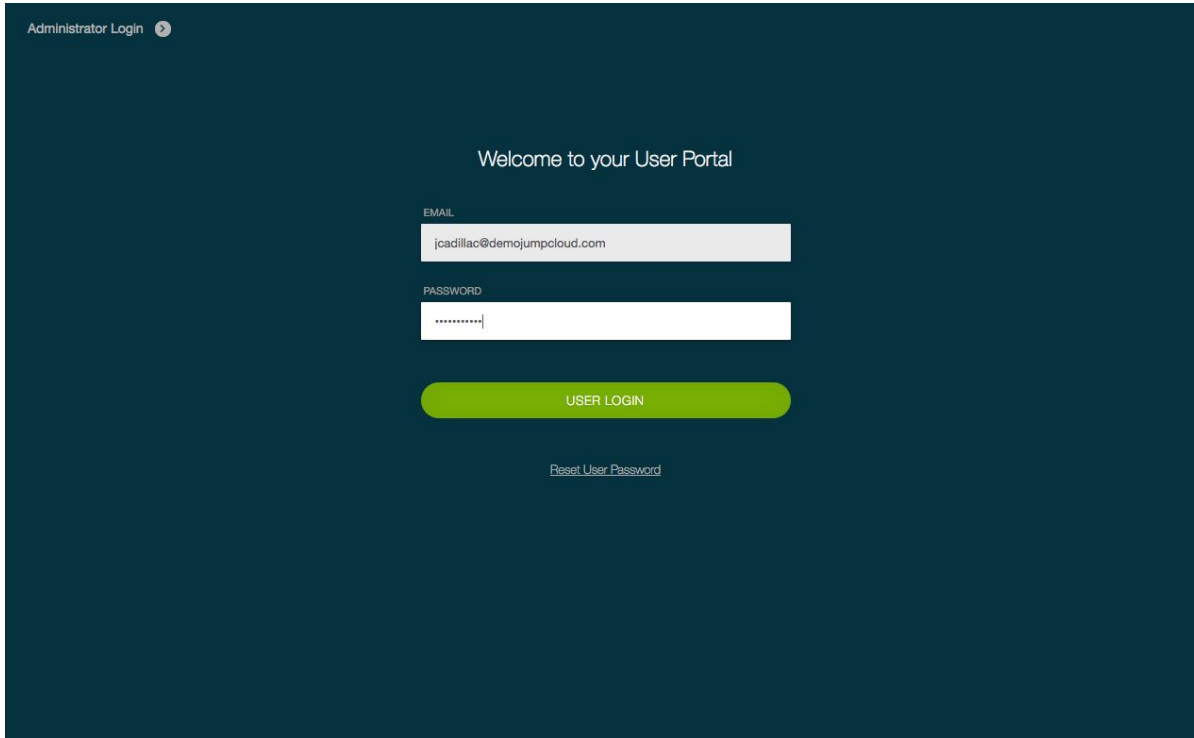 Administrator Login
Welcome to your User Portal
EMAIL
jcadillac@demojumpcloud.com
PASSWORD
•••••••••••
USER LOGIN
Reset User Password